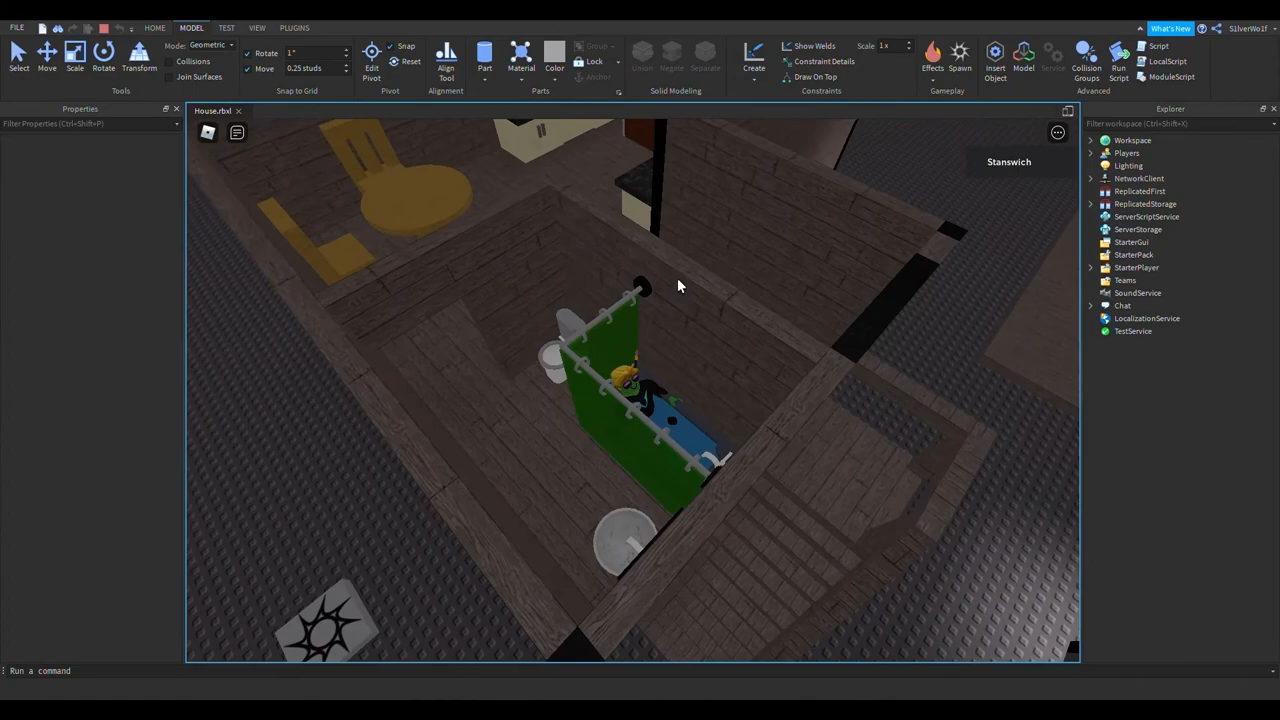 FILE HOME MODEL TEST VIEW PLUGINS What's New S1lverWo1f
Select Move Scale Rotate Transform
Mode: Geometric
Collisions
Join Surfaces
Tools
Rotate 1°
Move 0.25 studs
Snap to Grid
Edit Pivot
Snap
Reset
Pivot
Align Tool
Alignment
Part Material Color
Group
Lock
Anchor
Parts
Union Negate Separate
Solid Modeling
Create
Show Welds
Constraint Details
Draw On Top
Scale 1 x
Constraints
Effects Spawn
Gameplay
Insert Object
Model
Service
Collision Groups
Run Script
Script
LocalScript
ModuleScript
Advanced
Properties
Filter Properties (Ctrl+Shift+P)
House.rbxl
Stanswich
Explorer
Filter workspace (Ctrl+Shift+X)
Workspace
Players
Lighting
NetworkClient
ReplicatedFirst
ReplicatedStorage
ServerScriptService
ServerStorage
StarterGui
StarterPack
StarterPlayer
Teams
SoundService
Chat
LocalizationService
TestService
Run a command